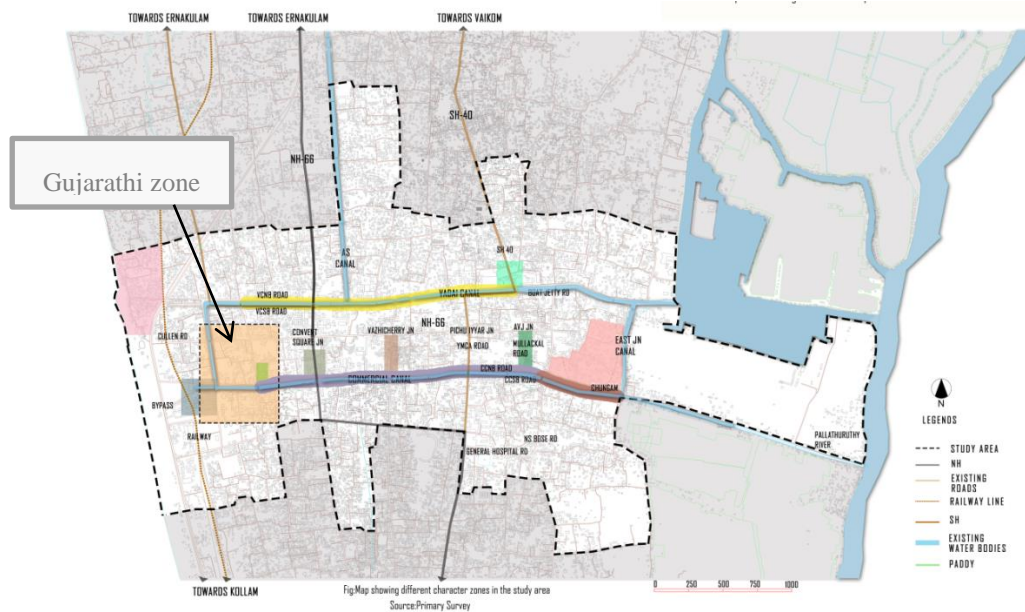 TOWARDS ERNAKULAM
TOWARDS ERNAKULAM
TOWARDS VAIKOM
SH-40
NH-66
Gujarathi zone
AS
CANAL
SH 40
VCNB ROAD
VCSB ROAD
VADAI CANAL
BOAT JETTY RD
NH-66
CULLEN RD
CONVENT
SQUARE JN
VAZHICHERRY JN
PICHU IYYAR JN
YMCA ROAD
AVJ JN
MULLACKAL
ROAD
EAST JN
CANAL
CCNB ROAD
COMMERCIAL CANAL
CCSB ROAD
CHUNGAM
BYPASS
RAILWAY
NS BOSE RD
GENERAL HOSPITAL RD
PALLATHURUTHY
RIVER
N
LEGENDS
STUDY AREA
NH
EXISTING
ROADS
RAILWAY LINE
SH
EXISTING
WATER BODIES
PADDY
0 250 500 1000
TOWARDS KOLLAM
Fig:Map showing different character zones in the study area
Source:Primary Survey